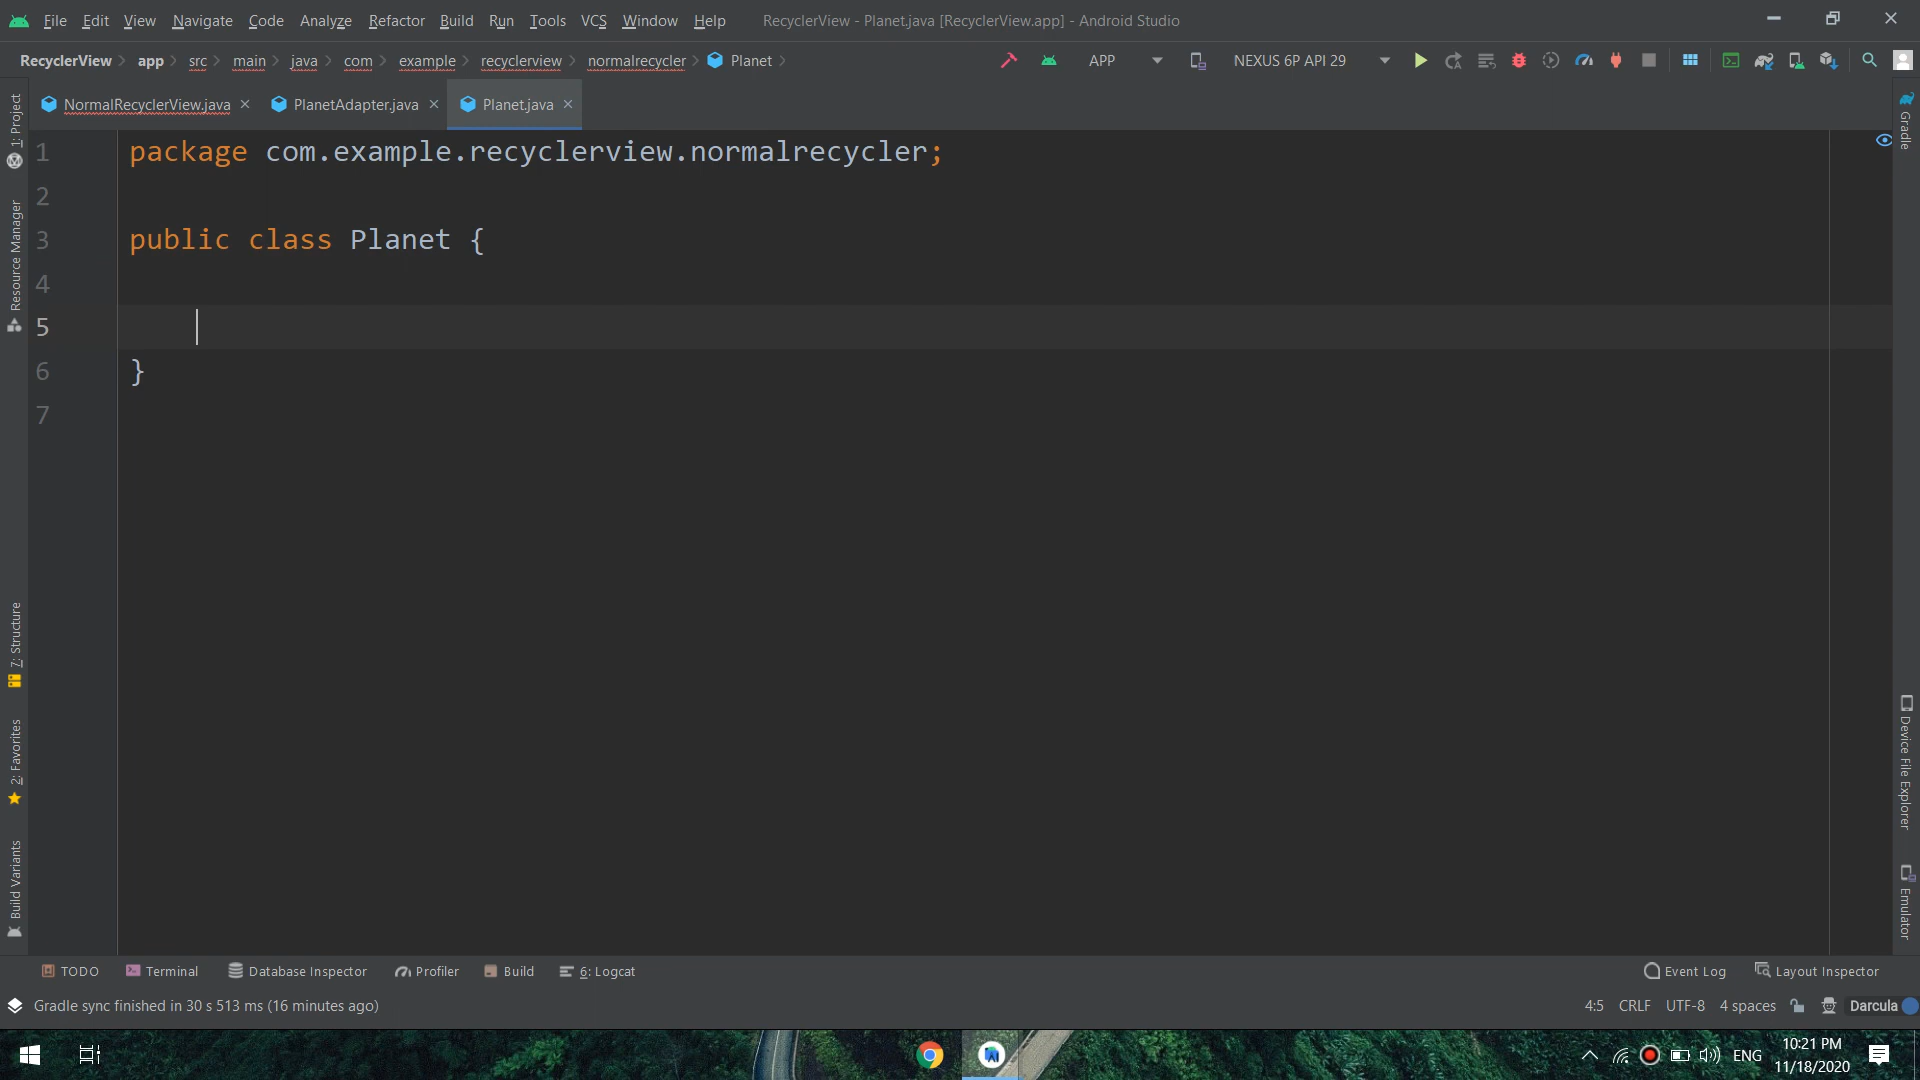 File Edit View Navigate Code Analyze Refactor Build Run Tools VCS Window Help RecyclerView - Planet.java [RecyclerView.app] - Android Studio
RecyclerView app src main java com example recyclerview normalrecycler Planet APP NEXUS 6P API 29
NormalRecyclerView.java PlanetAdapter.java Planet.java
1: Project
Resource Manager
7: Structure
2: Favorites
Build Variants
1 package com.example.recyclerview.normalrecycler;
2
3 public class Planet {
4
5
6 }
7
Gradle
Device File Explorer
Emulator
TODO Terminal Database Inspector Profiler Build 6: Logcat Event Log Layout Inspector
Gradle sync finished in 30 s 513 ms (16 minutes ago) 4:5 CRLF UTF-8 4 spaces Darcula
ENG 10:21 PM
11/18/2020